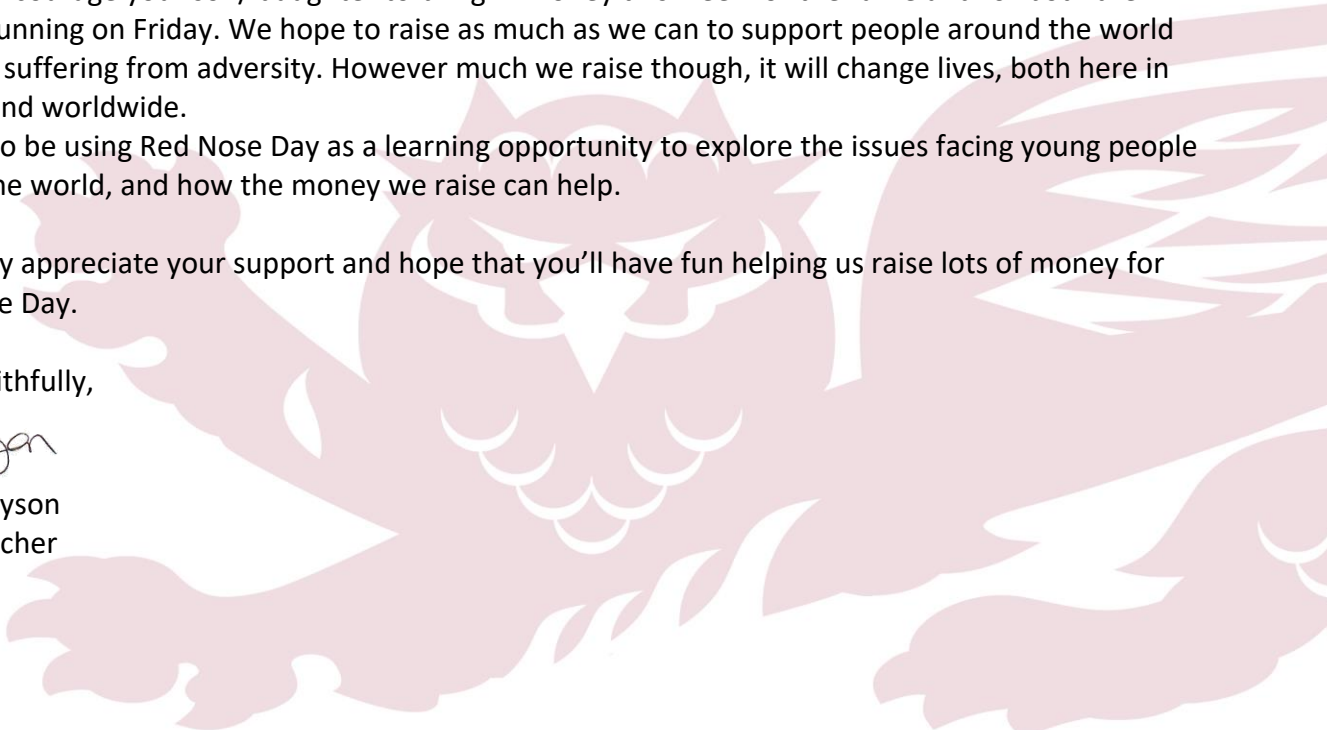 unning on Friday. We hope to raise as much as we can to support people around the world
suffering from adversity. However much we raise though, it will change lives, both here in
nd worldwide.
o be using Red Nose Day as a learning opportunity to explore the issues facing young people
he world, and how the money we raise can help.
y appreciate your support and hope that you'll have fun helping us raise lots of money for
e Day.
ithfully,
yson
cher